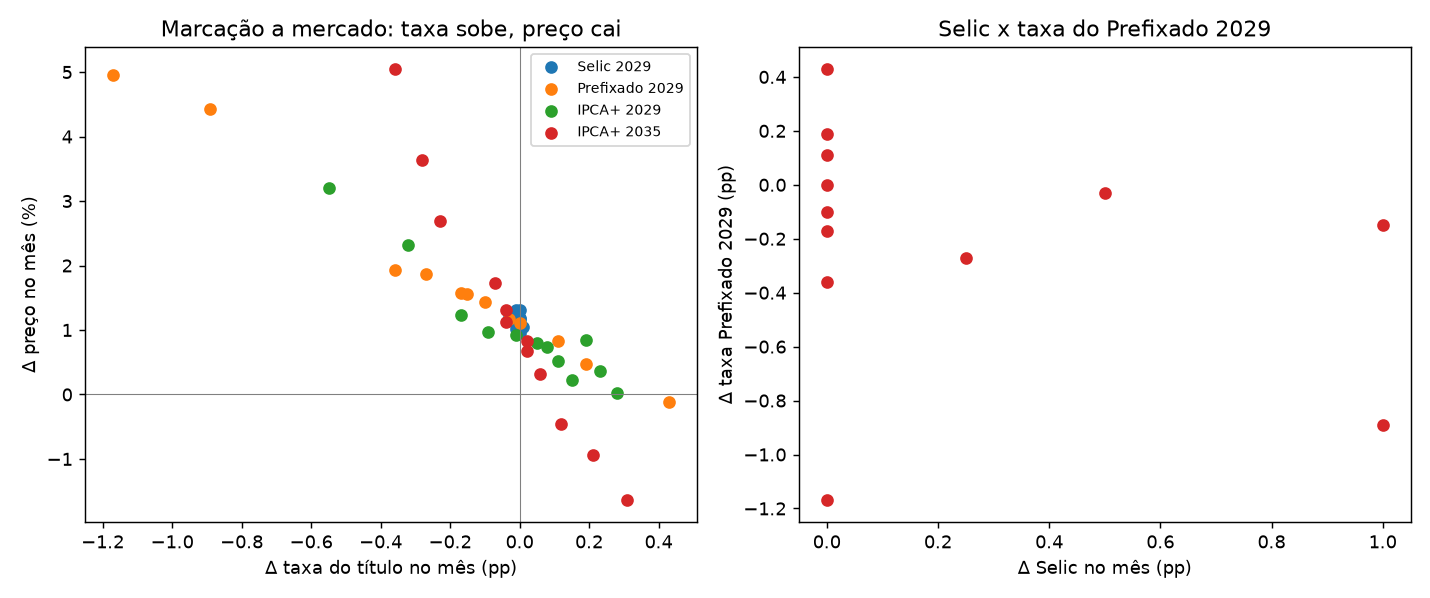 Marcação a mercado: taxa sobe, preço cai
Δ preço no mês (%)
5
4
3
2
1
0
−1
Selic 2029
Prefixado 2029
IPCA+ 2029
IPCA+ 2035
−1.2 −1.0 −0.8 −0.6 −0.4 −0.2 0.0 0.2 0.4
Δ taxa do título no mês (pp)
Selic x taxa do Prefixado 2029
Δ taxa Prefixado 2029 (pp)
0.4
0.2
0.0
−0.2
−0.4
−0.6
−0.8
−1.0
−1.2
0.0 0.2 0.4 0.6 0.8 1.0
Δ Selic no mês (pp)